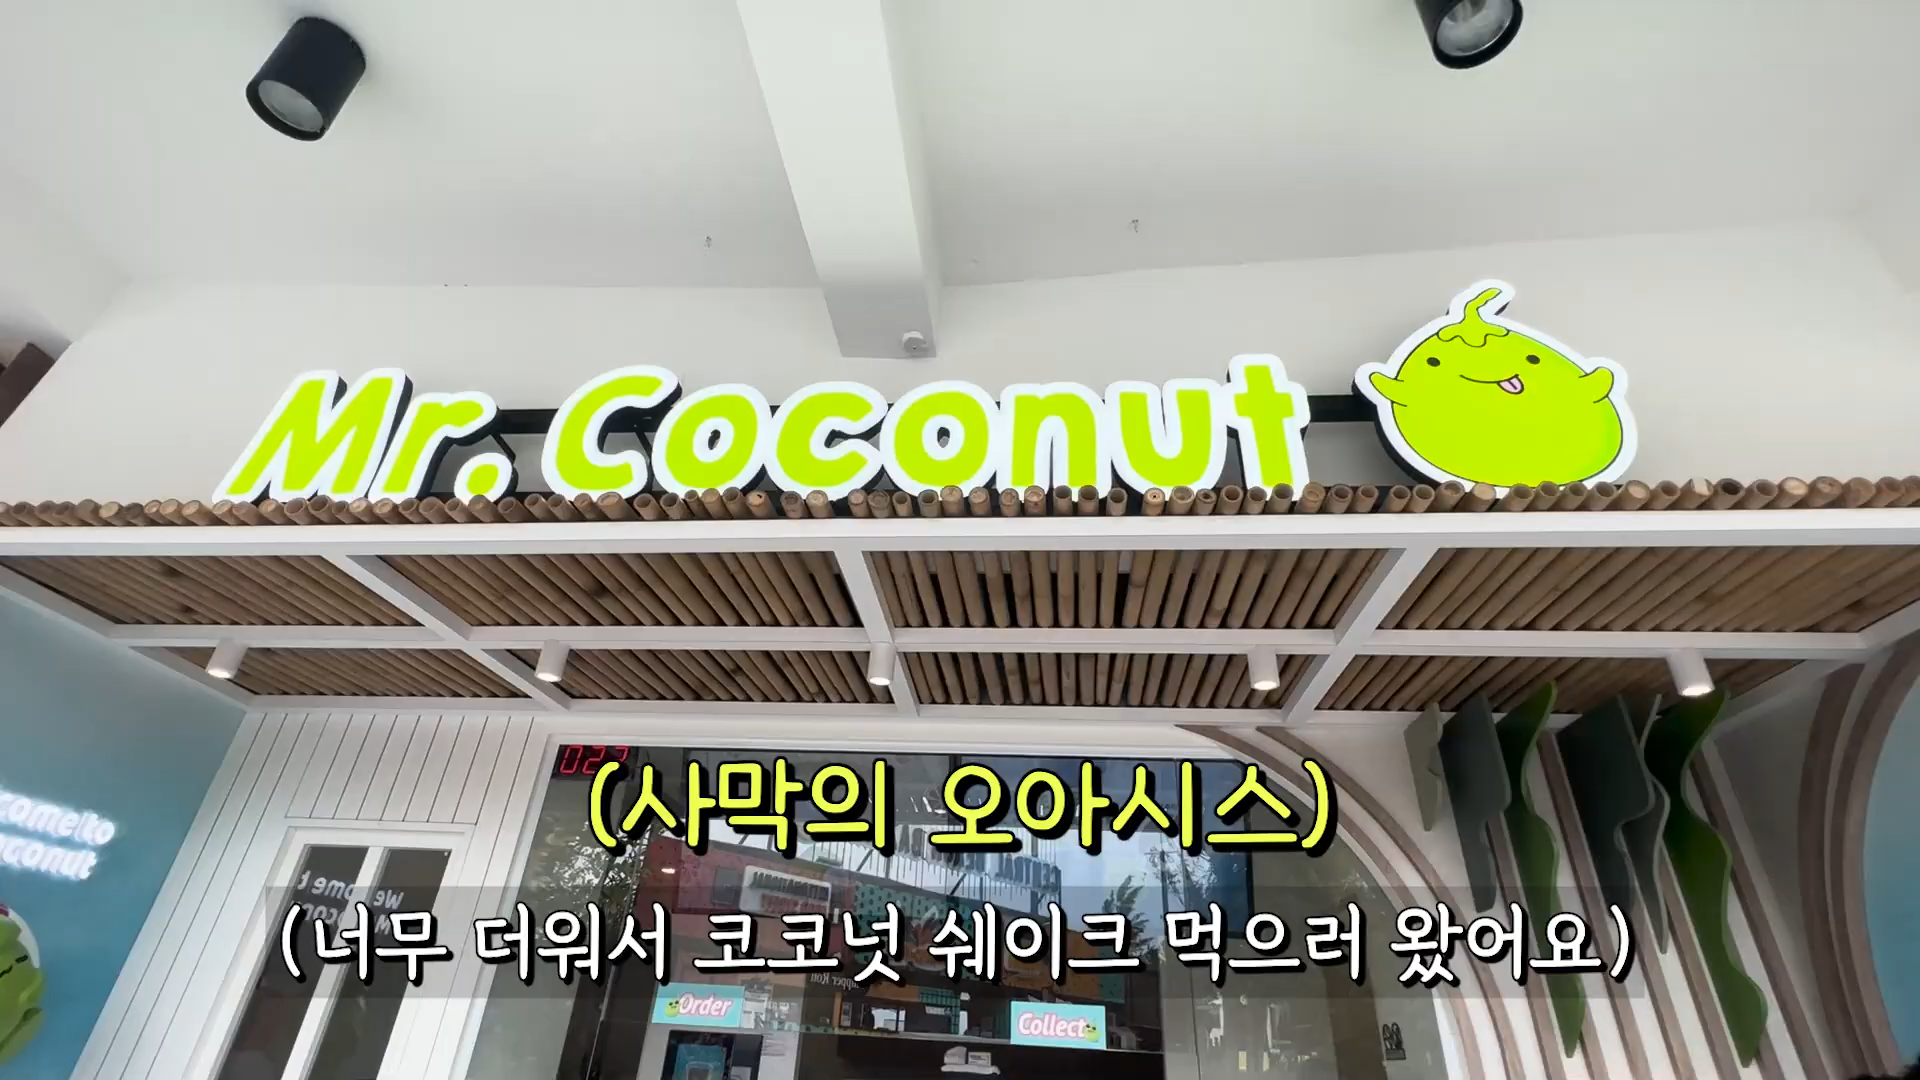 Mr. Coconut
022
(사막의 오아시스)
(너무 더워서 코코넛 쉐이크 먹으러 왔어요)
Order
Collect